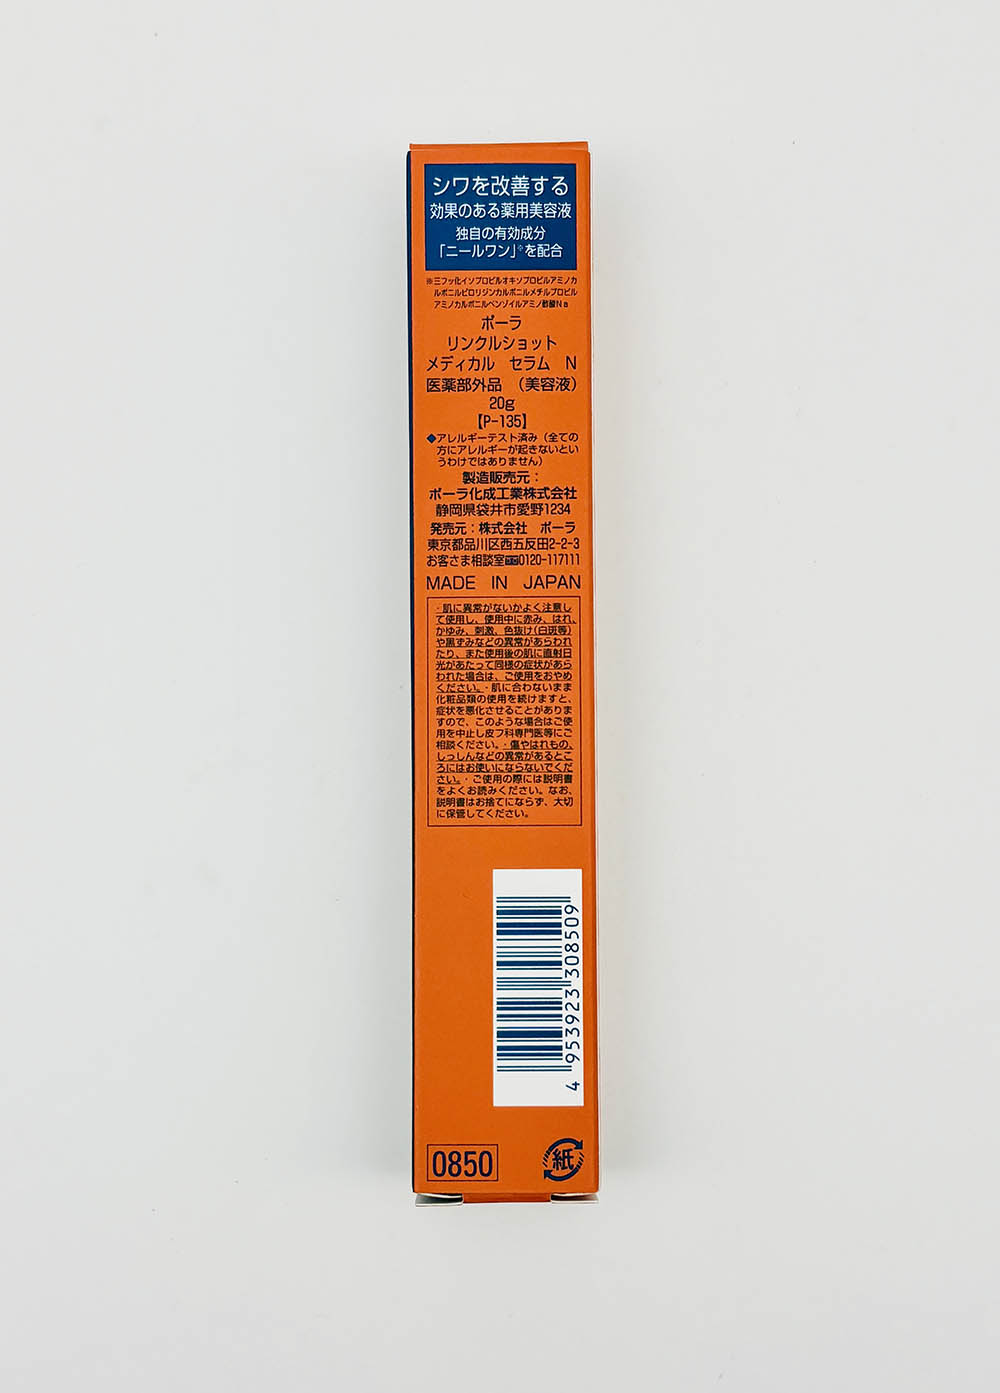 シワを改善する
効果のある薬用美容液
独自の有効成分
「ニールワン」※を配合
※三フッ化イソプロピルオキソプロピルアミノカ
ルボニルピロリジンカルボニルメチルプロピル
アミノカルボニルベンゾイルアミノ酢酸Na
ポーラ
リンクルショット
メディカル セラム N
医薬部外品 (美容液)
20g
【P-135】
◆アレルギーテスト済み(全ての
方にアレルギーが起きないとい
うわけではありません)
製造販売元:
ポーラ化成工業株式会社
静岡県袋井市愛野1234
発売元:株式会社 ポーラ
東京都品川区西五反田2-2-3
お客さま相談室 0120-117111
MADE IN JAPAN
・肌に異常がないかよく注意し
て使用し、使用中に赤み、はれ、
かゆみ、刺激、色抜け(白斑等)
や黒ずみなどの異常があらわれ
たり、また使用後の肌に直射日
光があたって同様の症状があら
われた場合は、ご使用をおやめ
ください。・肌に合わないまま
化粧品類の使用を続けますと、
症状を悪化させることがありま
すので、このような場合はご使
用を中止し皮フ科専門医等にご
相談ください。・傷やはれもの、
しっしんなどの異常があるとこ
ろにはお使いにならないでくだ
さい。・ご使用の際には説明書
をよくお読みください。なお、
説明書はお捨てにならず、大切
に保管してください。
4 953923 308509
0850
紙